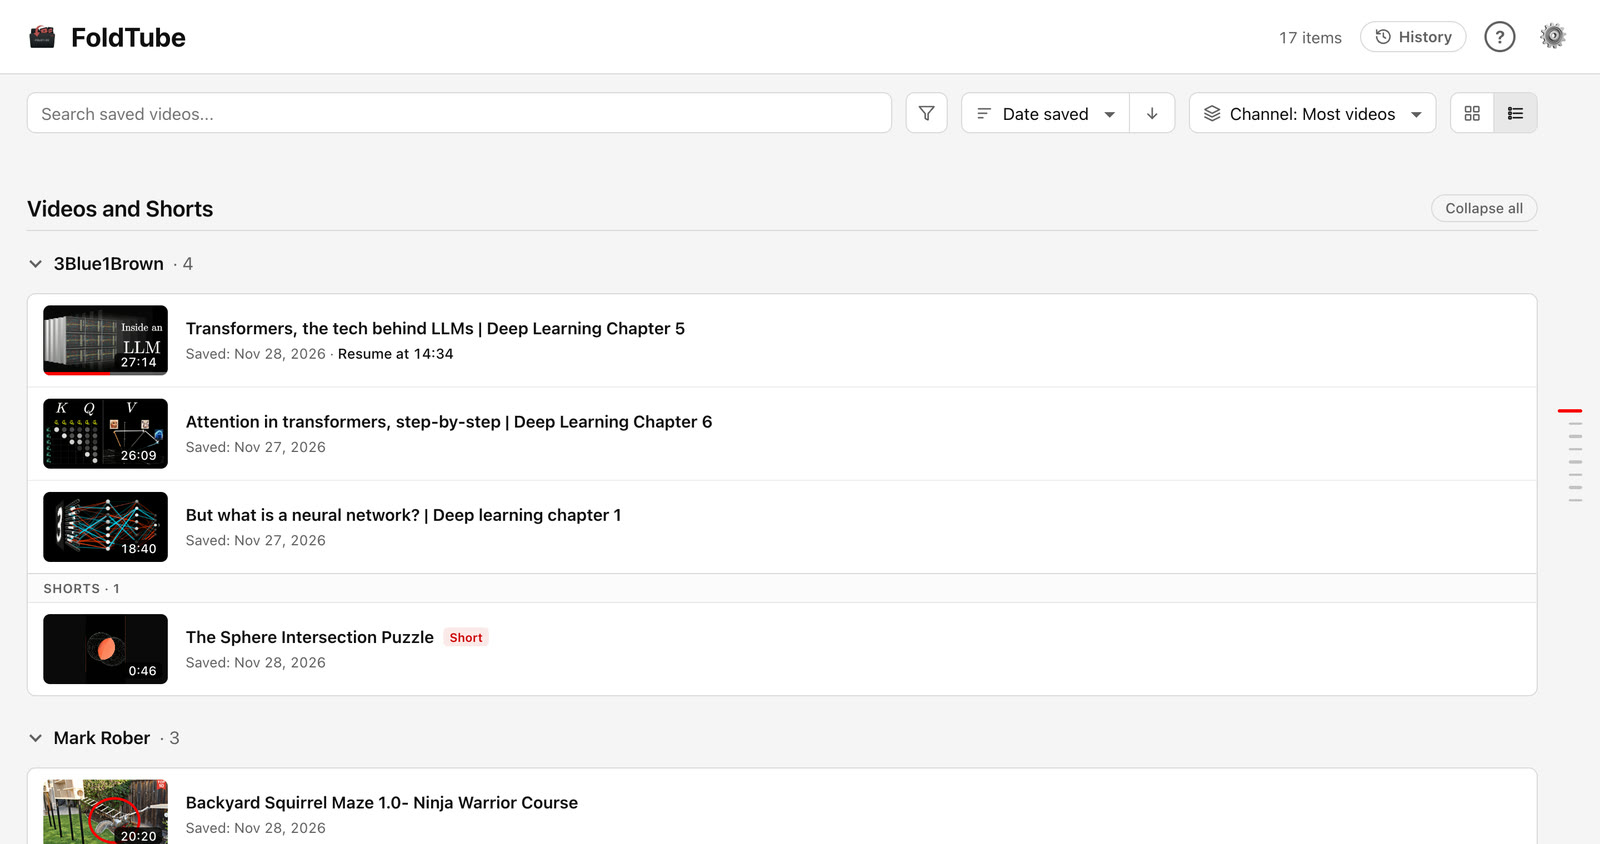 FoldTube
17 items
History
?
Search saved videos...
Date saved
Channel: Most videos
Videos and Shorts
Collapse all
3Blue1Brown · 4
Inside an
LLM
27:14
Transformers, the tech behind LLMs | Deep Learning Chapter 5
Saved: Nov 28, 2026 · Resume at 14:34
K Q V
26:09
Attention in transformers, step-by-step | Deep Learning Chapter 6
Saved: Nov 27, 2026
18:40
But what is a neural network? | Deep learning chapter 1
Saved: Nov 27, 2026
SHORTS · 1
0:46
The Sphere Intersection Puzzle
Short
Saved: Nov 28, 2026
Mark Rober · 3
20:20
Backyard Squirrel Maze 1.0- Ninja Warrior Course
Saved: Nov 28, 2026